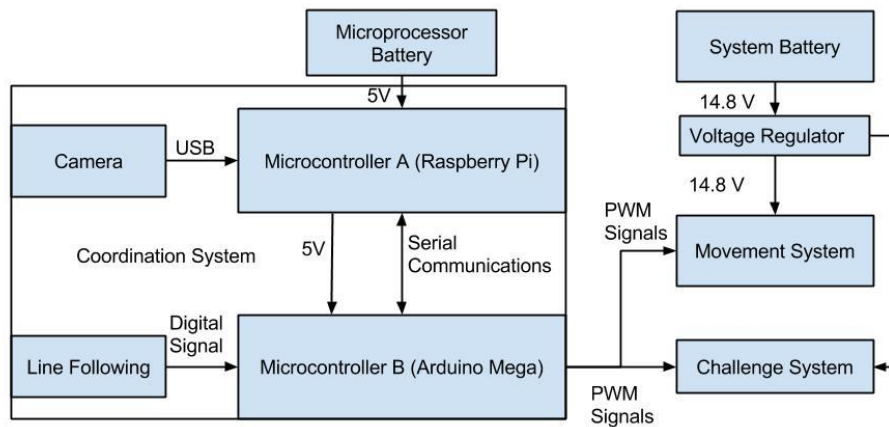 Microprocessor
Battery
System Battery
5V
14.8 V
Camera
USB
Microcontroller A (Raspberry Pi)
Voltage Regulator
14.8 V
PWM
Signals
Coordination System
5V
Serial
Communications
Movement System
Digital
Signal
Line Following
Microcontroller B (Arduino Mega)
Challenge System
PWM
Signals